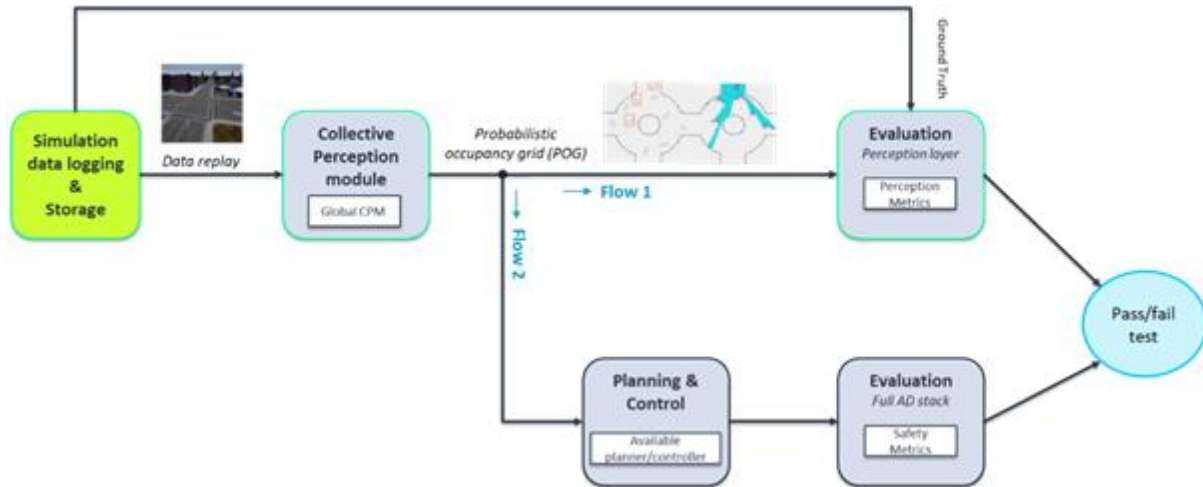 Ground Truth
Simulation
data logging
&
Storage
Data replay
Collective
Perception
module
Global CPM
Probabilistic
occupancy grid (POG)
Flow 1
Flow 2
Evaluation
Perception layer
Perception
Metrics
Planning &
Control
Available
planner/controller
Evaluation
Full AD stack
Safety
Metrics
Pass/fail
test